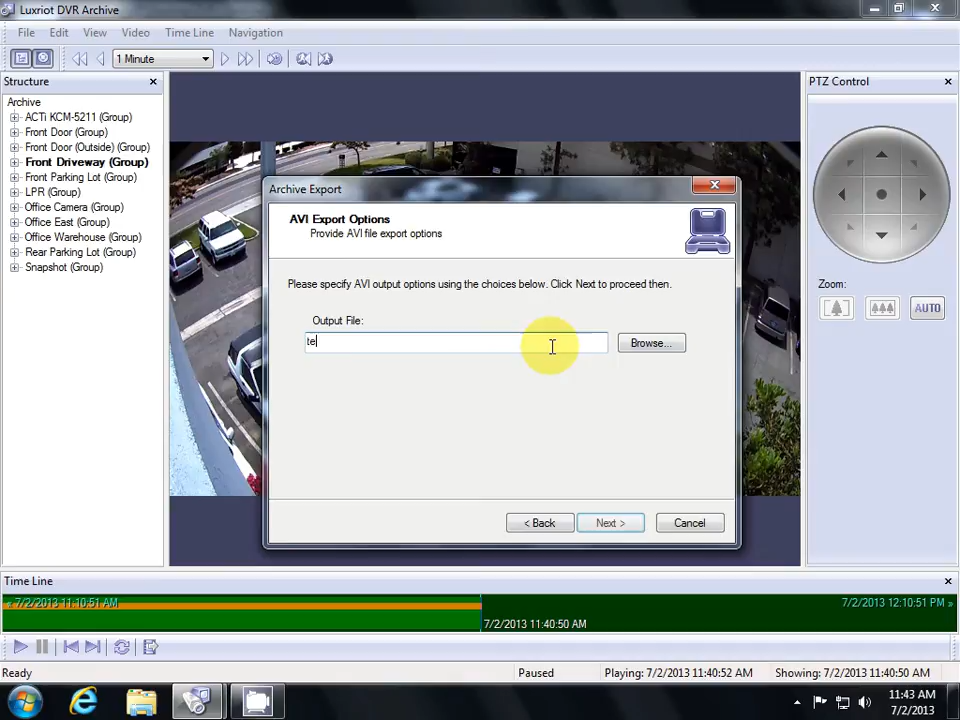 Luxriot DVR Archive
File Edit View Video Time Line Navigation
1 Minute
Structure
PTZ Control
Archive
ACTi KCM-5211 (Group)
Front Door (Group)
Front Door (Outside) (Group)
Front Driveway (Group)
Front Parking Lot (Group)
LPR (Group)
Office Camera (Group)
Office East (Group)
Office Warehouse (Group)
Rear Parking Lot (Group)
Snapshot (Group)
Archive Export
AVI Export Options
Provide AVI file export options
Please specify AVI output options using the choices below. Click Next to proceed then.
Output File:
te
Browse...
< Back
Next >
Cancel
Zoom:
AUTO
Time Line
« 7/2/2013 11:10:51 AM
7/2/2013 12:10:51 PM »
7/2/2013 11:40:50 AM
Ready
Paused
Playing: 7/2/2013 11:40:52 AM
Showing: 7/2/2013 11:40:50 AM
11:43 AM
7/2/2013